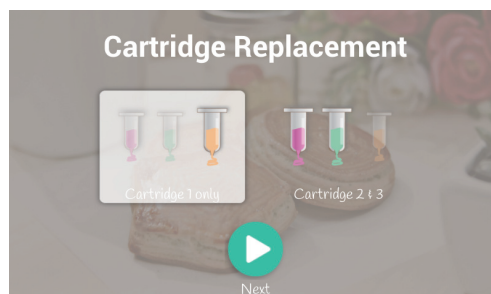 Cartridge Replacement
Cartridge 1 only
Cartridge 2 & 3
Next